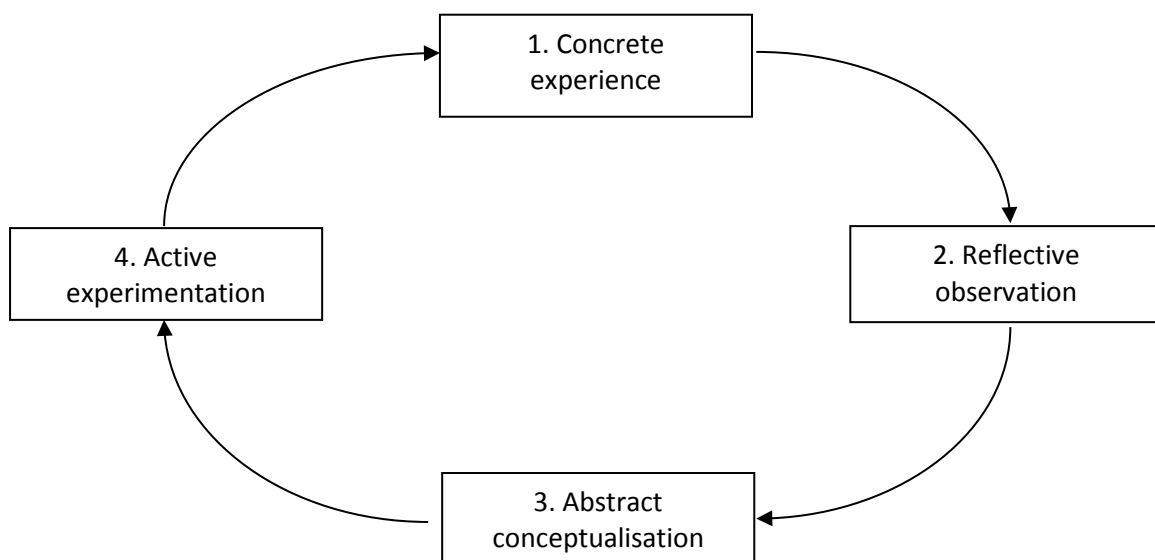 1. Concrete
experience
2. Reflective
observation
3. Abstract
conceptualisation
4. Active
experimentation